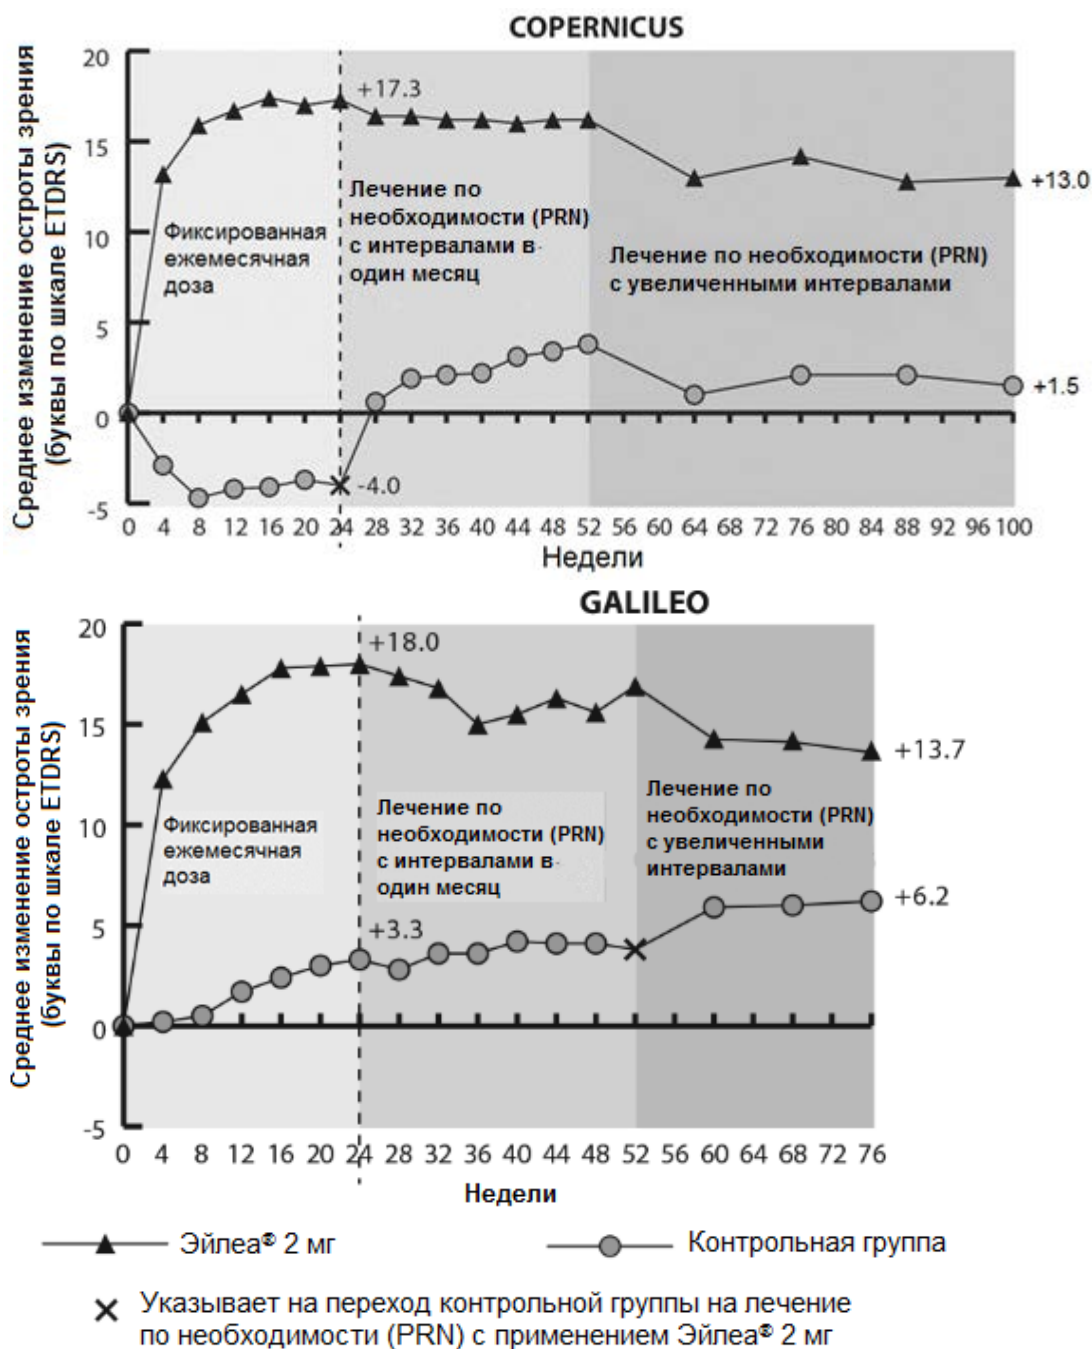 COPERNICUS
Среднее изменение остроты зрения
(буквы по шкале ETDRS)
20
15
10
5
0
-5
+17.3
-4.0
+13.0
+1.5
Фиксированная
ежемесячная
доза
Лечение по
необходимости (PRN)
с интервалами в
один месяц
Лечение по необходимости (PRN)
с увеличенными интервалами
0 4 8 12 16 20 24 28 32 36 40 44 48 52 56 60 64 68 72 76 80 84 88 92 96 100
Недели
GALILEO
Среднее изменение остроты зрения
(буквы по шкале ETDRS)
20
15
10
5
0
-5
+18.0
+3.3
+13.7
+6.2
Фиксированная
ежемесячная
доза
Лечение по
необходимости (PRN)
с интервалами в
один месяц
Лечение по
необходимости (PRN)
с увеличенными
интервалами
0 4 8 12 16 20 24 28 32 36 40 44 48 52 56 60 64 68 72 76
Недели
Эйлеа® 2 мг
Контрольная группа
Указывает на переход контрольной группы на лечение
по необходимости (PRN) с применением Эйлеа® 2 мг